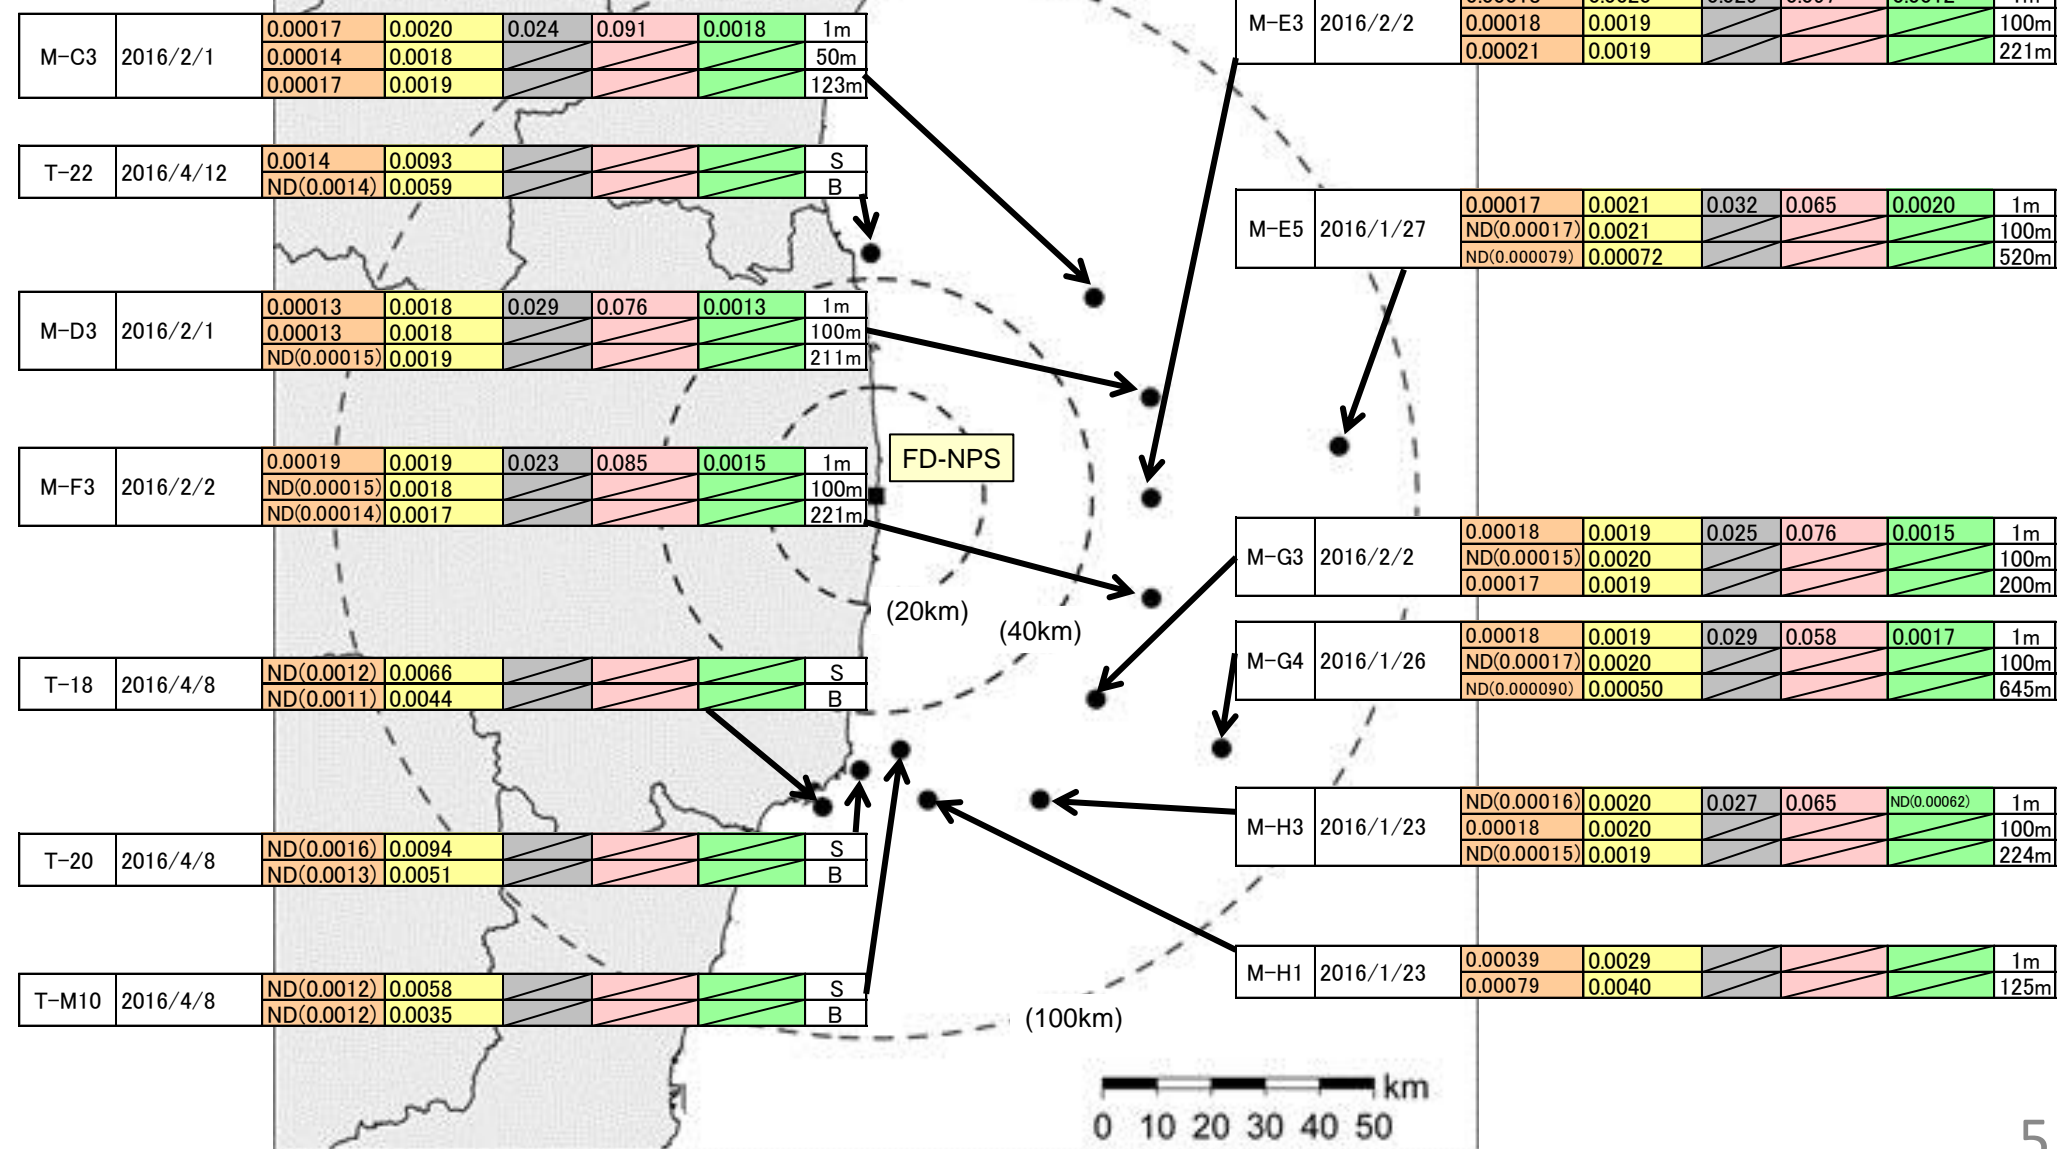 M-C3 2016/2/1 0.00017 0.0020 0.024 0.091 0.0018 1m
0.00014 0.0018 50m
0.00017 0.0019 123m
T-22 2016/4/12 0.0014 0.0093 S
ND(0.0014) 0.0059 B
M-D3 2016/2/1 0.00013 0.0018 0.029 0.076 0.0013 1m
0.00013 0.0018 100m
ND(0.00015) 0.0019 211m
M-F3 2016/2/2 0.00019 0.0019 0.023 0.085 0.0015 1m
ND(0.00015) 0.0018 100m
ND(0.00014) 0.0017 221m
T-18 2016/4/8 ND(0.0012) 0.0066 S
ND(0.0011) 0.0044 B
T-20 2016/4/8 ND(0.0016) 0.0094 S
ND(0.0013) 0.0051 B
T-M10 2016/4/8 ND(0.0012) 0.0058 S
ND(0.0012) 0.0035 B
FD-NPS
(20km)
(40km)
(100km)
M-E3 2016/2/2
0.00018 0.0019 100m
0.00021 0.0019 221m
M-E5 2016/1/27 0.00017 0.0021 0.032 0.065 0.0020 1m
ND(0.00017) 0.0021 100m
ND(0.000079) 0.00072 520m
M-G3 2016/2/2 0.00018 0.0019 0.025 0.076 0.0015 1m
ND(0.00015) 0.0020 100m
0.00017 0.0019 200m
M-G4 2016/1/26 0.00018 0.0019 0.029 0.058 0.0017 1m
ND(0.00017) 0.0020 100m
ND(0.000090) 0.00050 645m
M-H3 2016/1/23 ND(0.00016) 0.0020 0.027 0.065 ND(0.00062) 1m
0.00018 0.0020 100m
ND(0.00015) 0.0019 224m
M-H1 2016/1/23 0.00039 0.0029 1m
0.00079 0.0040 125m
km
0 10 20 30 40 50
5